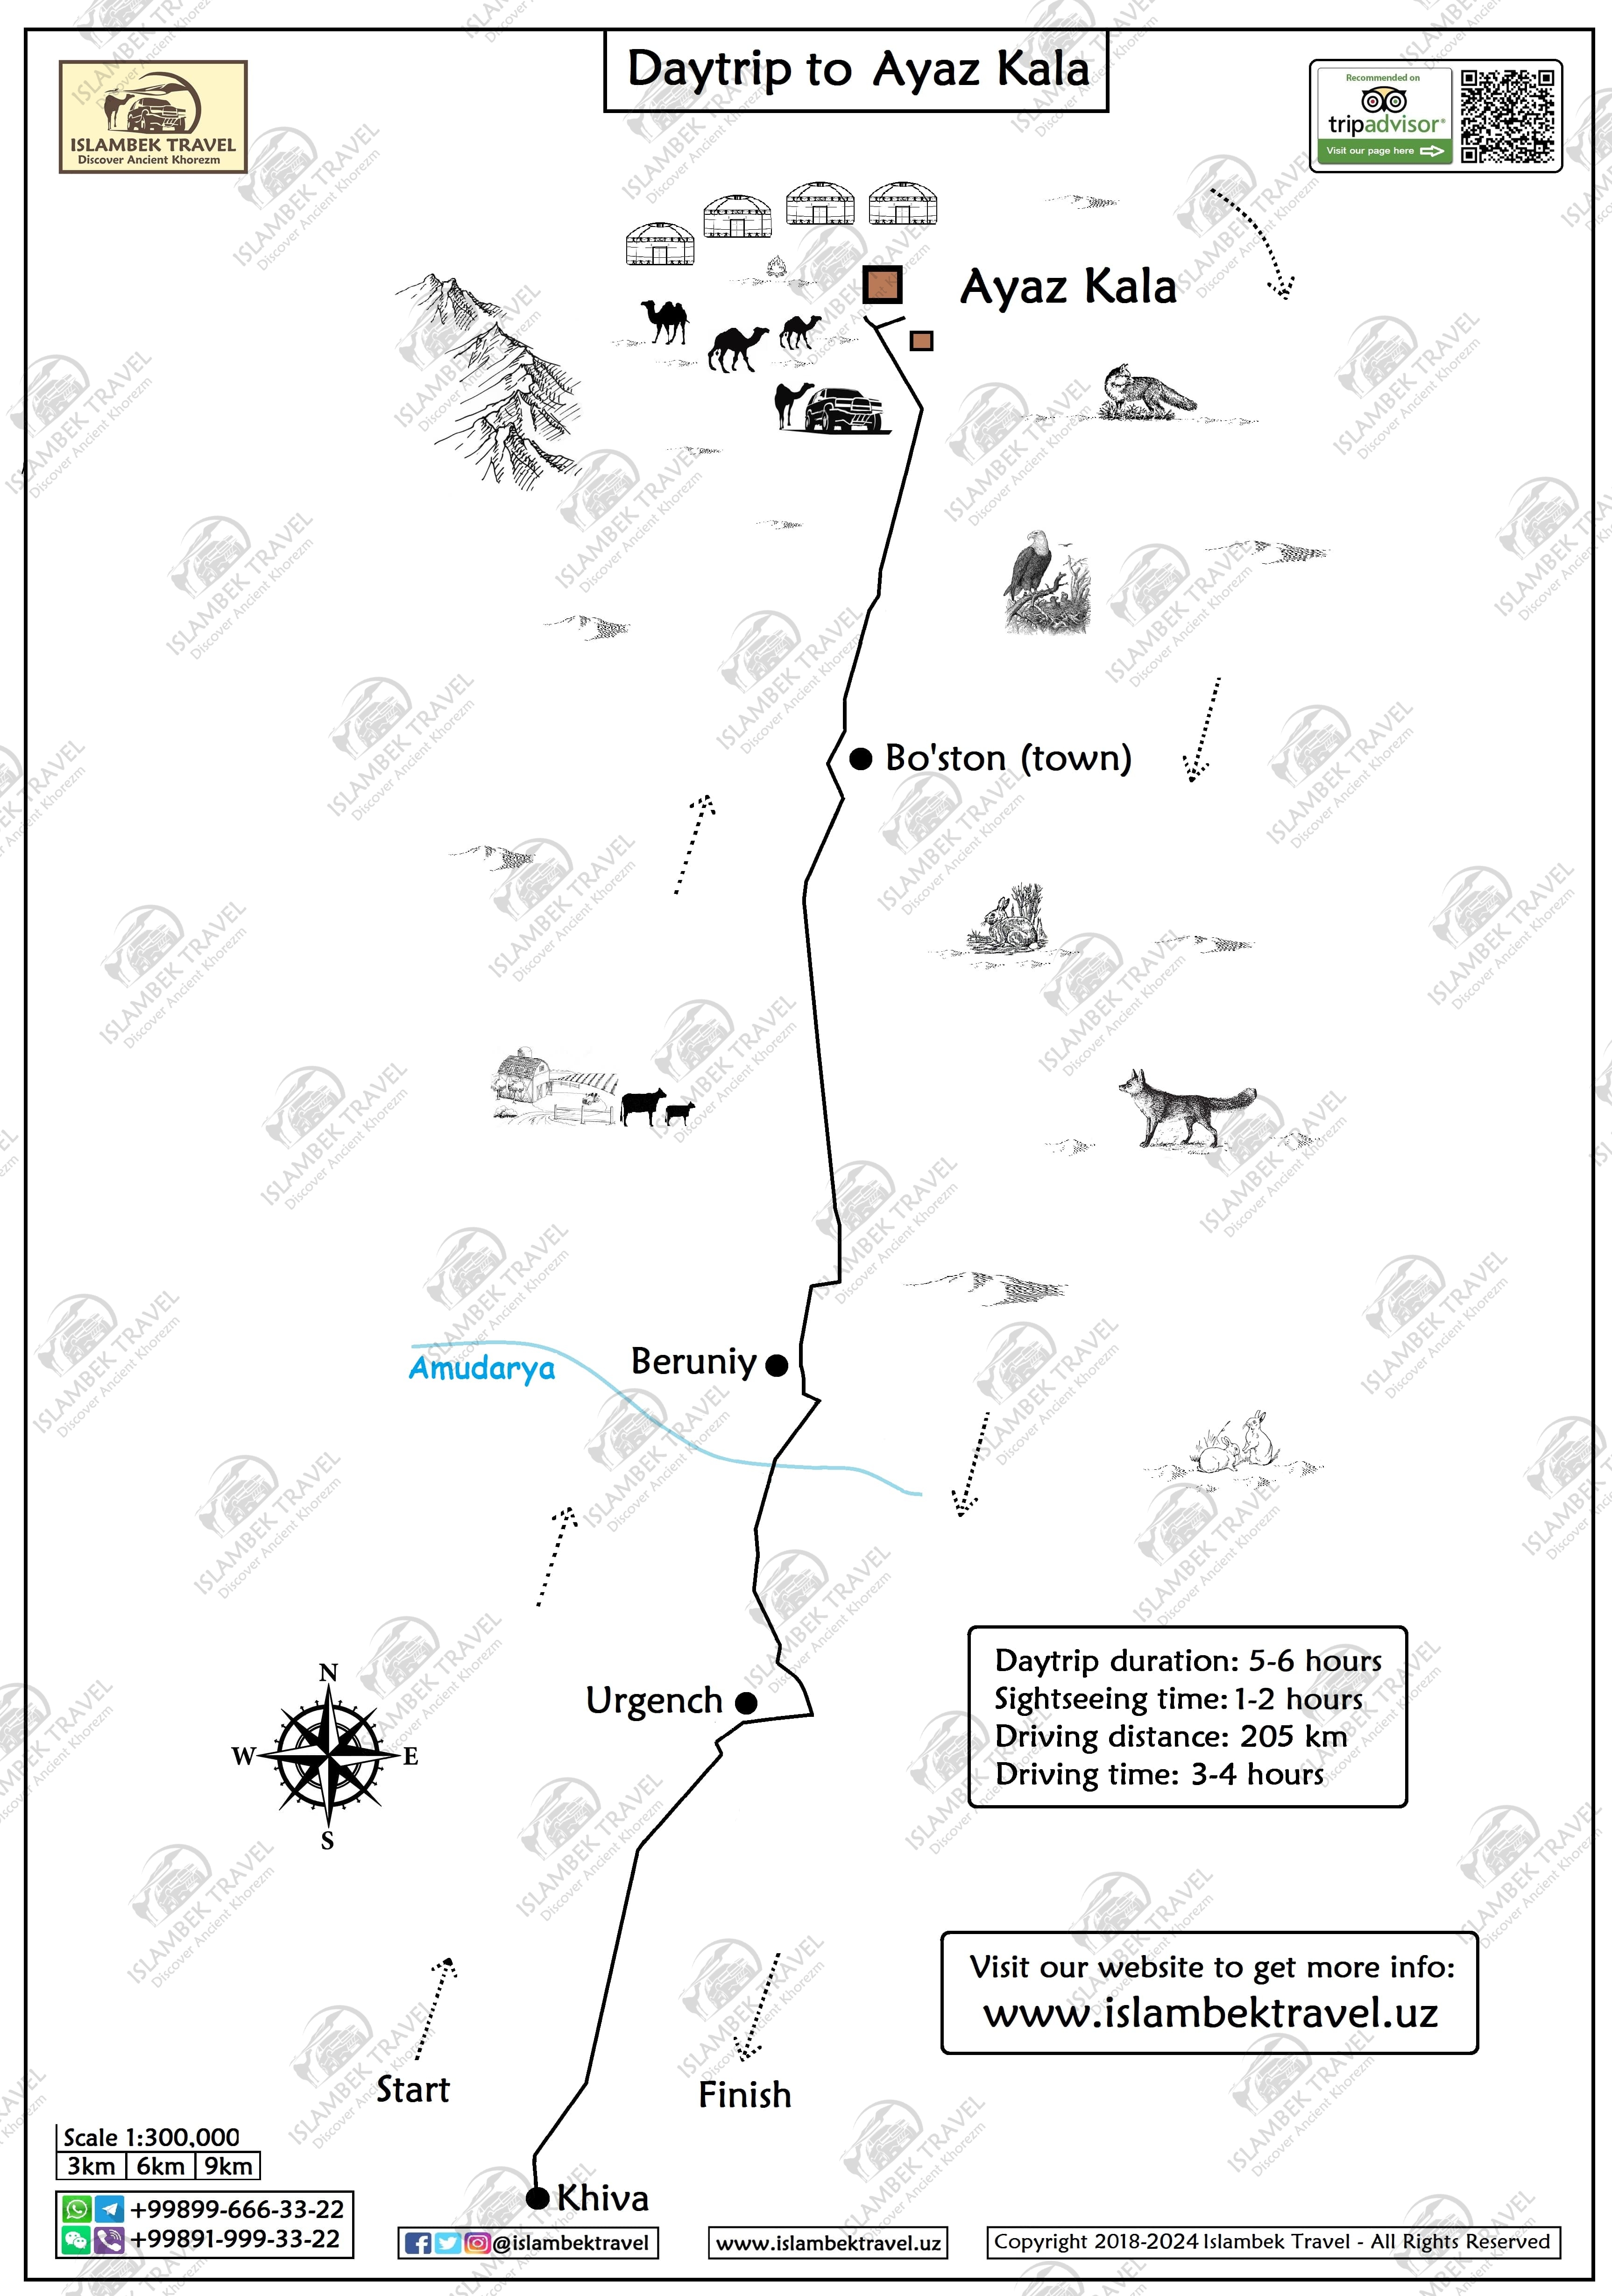 Daytrip to Ayaz Kala
ISLAMBEK TRAVEL
Discover Ancient Khorezm
Recommended on
tripadvisor®
Visit our page here
Ayaz Kala
Bo'ston (town)
Amudarya
Beruniy
Urgench
N
W
E
S
Daytrip duration: 5-6 hours
Sightseeing time: 1-2 hours
Driving distance: 205 km
Driving time: 3-4 hours
Visit our website to get more info:
www.islambektravel.uz
Start
Finish
Scale 1:300,000
3km 6km 9km
Khiva
+99899-666-33-22
+99891-999-33-22
@islambektravel
www.islambektravel.uz
Copyright 2018-2024 Islambek Travel - All Rights Reserved